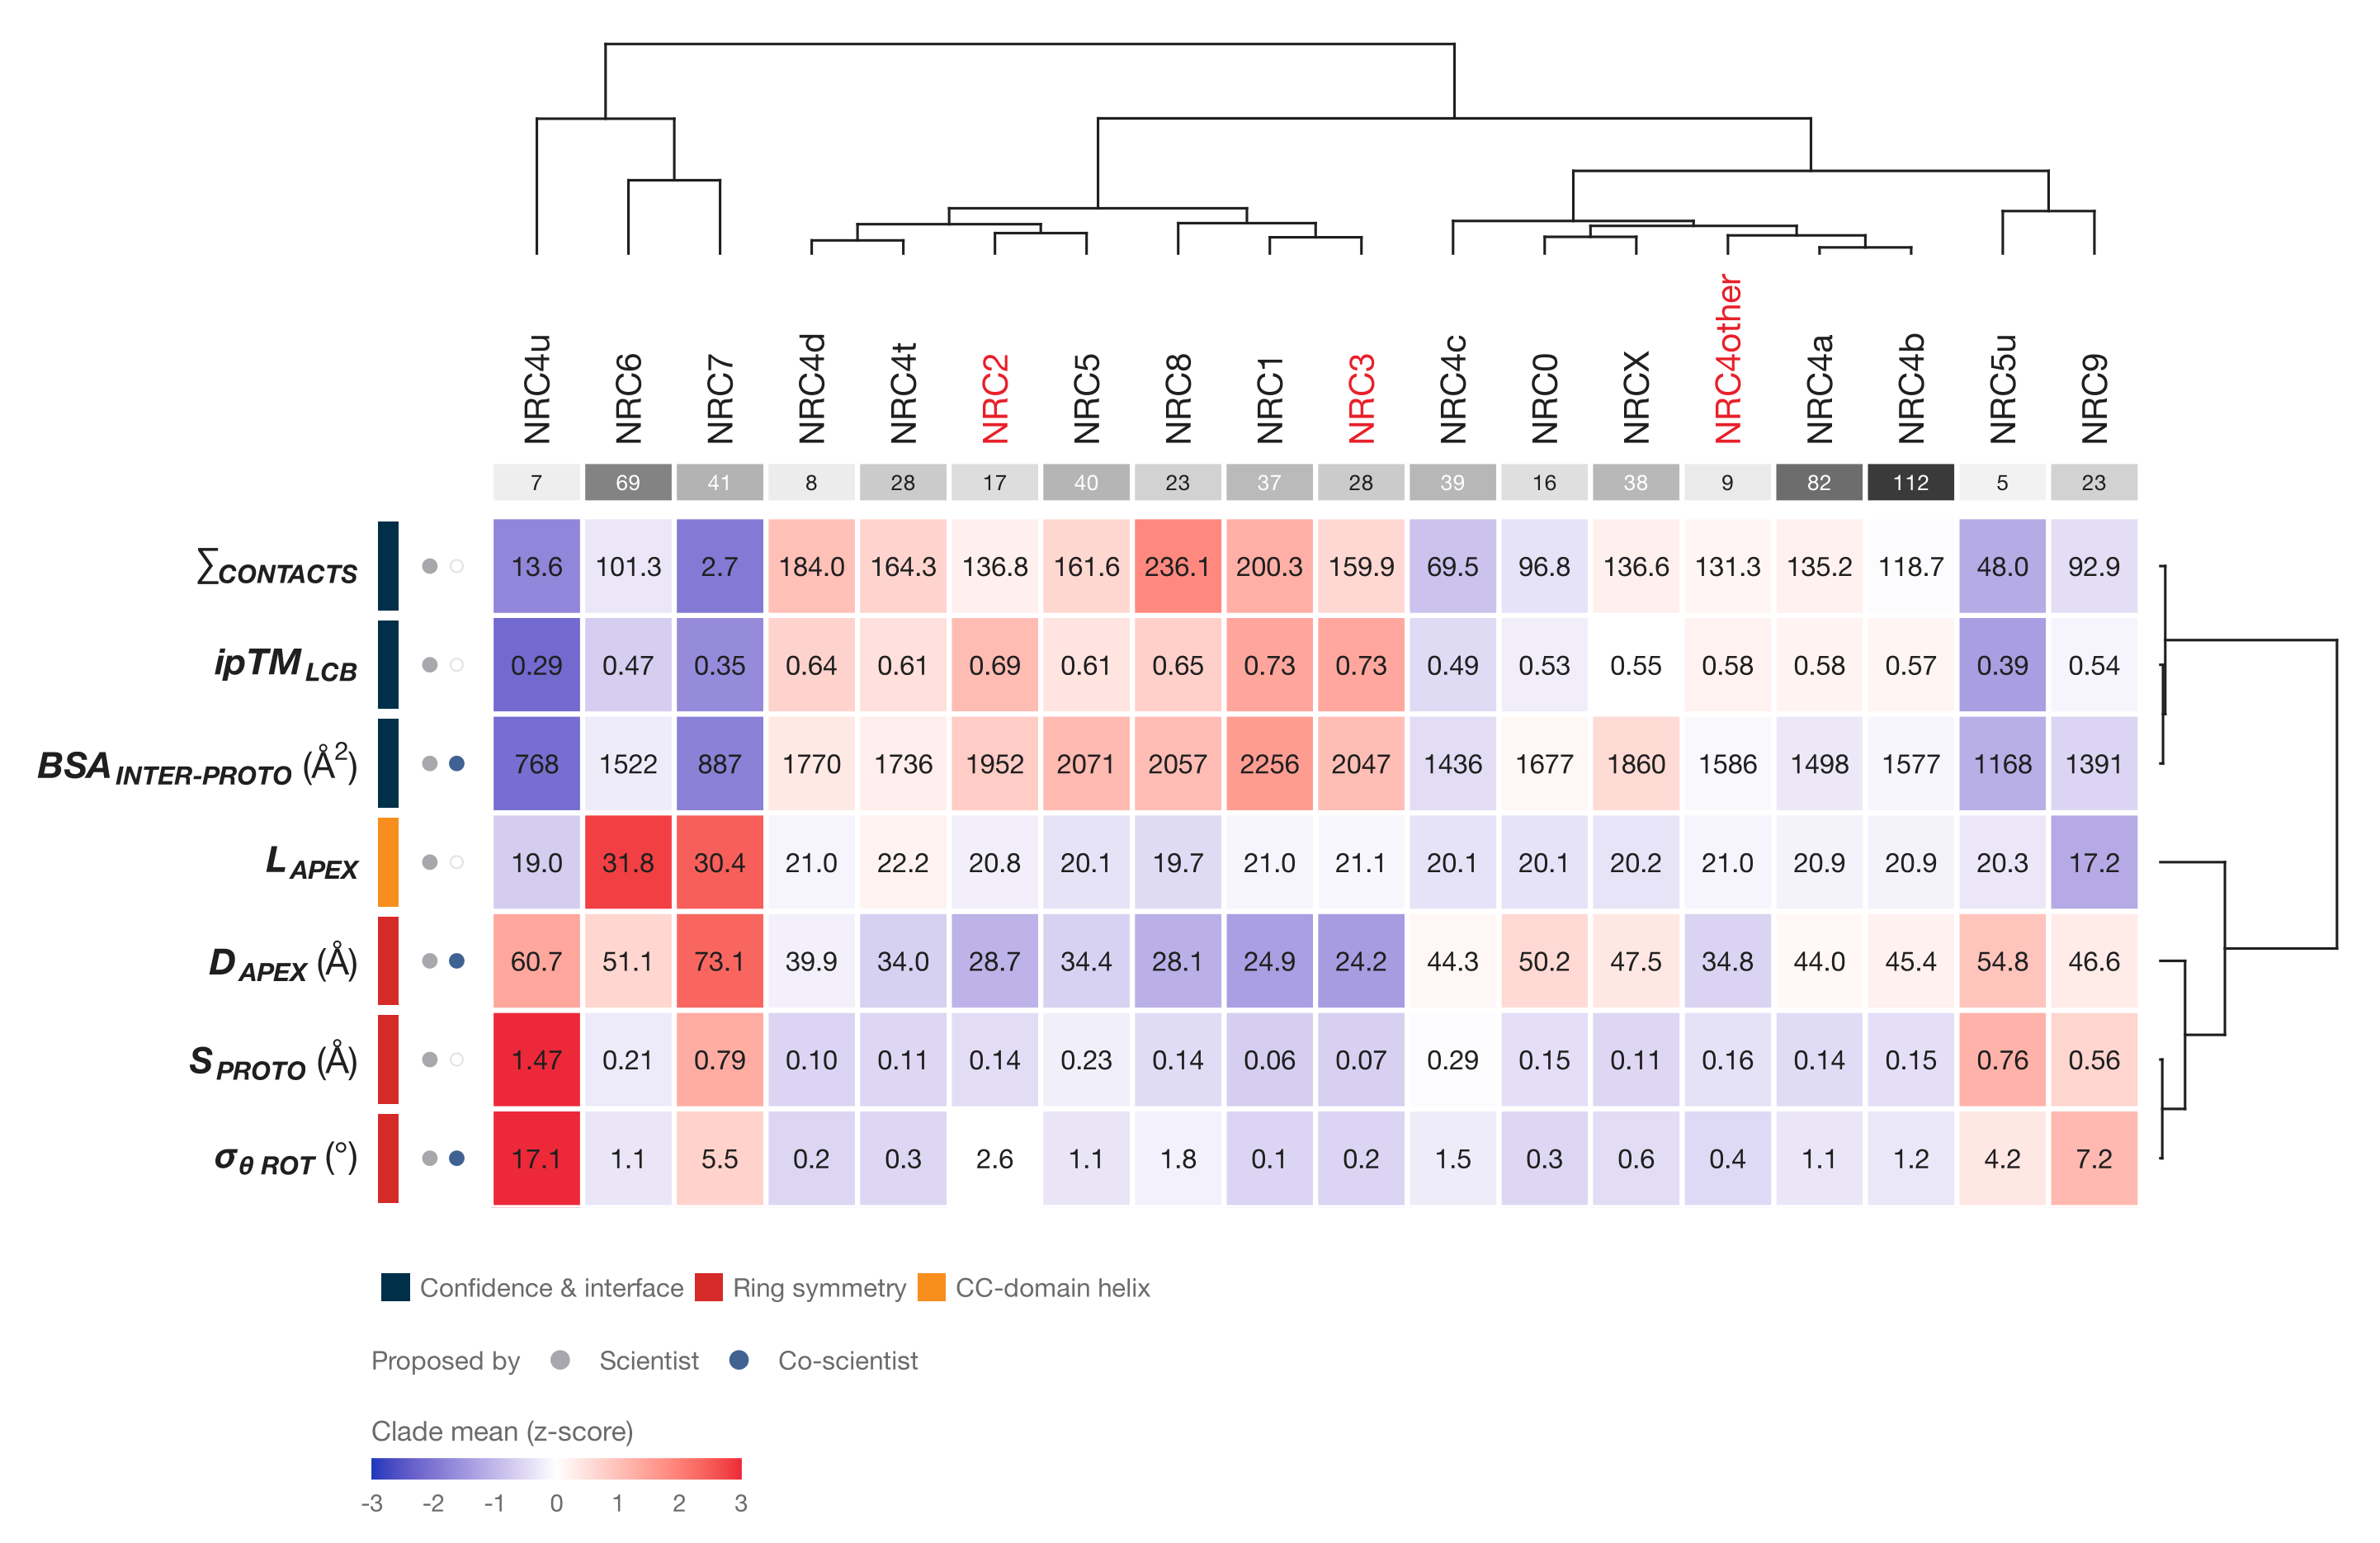 NRC4u NRC6 NRC7 NRC4d NRC4t NRC2 NRC5 NRC8 NRC1 NRC3 NRC4c NRC0 NRCX NRC4other NRC4a NRC4b NRC5u NRC9
7 69 41 8 28 17 40 23 37 28 39 16 38 9 82 112 5 23
∑CONTACTS 13.6 101.3 2.7 184.0 164.3 136.8 161.6 236.1 200.3 159.9 69.5 96.8 136.6 131.3 135.2 118.7 48.0 92.9
ipTM LCB 0.29 0.47 0.35 0.64 0.61 0.69 0.61 0.65 0.73 0.73 0.49 0.53 0.55 0.58 0.58 0.57 0.39 0.54
BSA INTER-PROTO (Å²) 768 1522 887 1770 1736 1952 2071 2057 2256 2047 1436 1677 1860 1586 1498 1577 1168 1391
L APEX 19.0 31.8 30.4 21.0 22.2 20.8 20.1 19.7 21.0 21.1 20.1 20.1 20.2 21.0 20.9 20.9 20.3 17.2
D APEX (Å) 60.7 51.1 73.1 39.9 34.0 28.7 34.4 28.1 24.9 24.2 44.3 50.2 47.5 34.8 44.0 45.4 54.8 46.6
S PROTO (Å) 1.47 0.21 0.79 0.10 0.11 0.14 0.23 0.14 0.06 0.07 0.29 0.15 0.11 0.16 0.14 0.15 0.76 0.56
σ θ ROT (°) 17.1 1.1 5.5 0.2 0.3 2.6 1.1 1.8 0.1 0.2 1.5 0.3 0.6 0.4 1.1 1.2 4.2 7.2
Confidence & interface Ring symmetry CC-domain helix
Proposed by Scientist Co-scientist
Clade mean (z-score)
-3 -2 -1 0 1 2 3